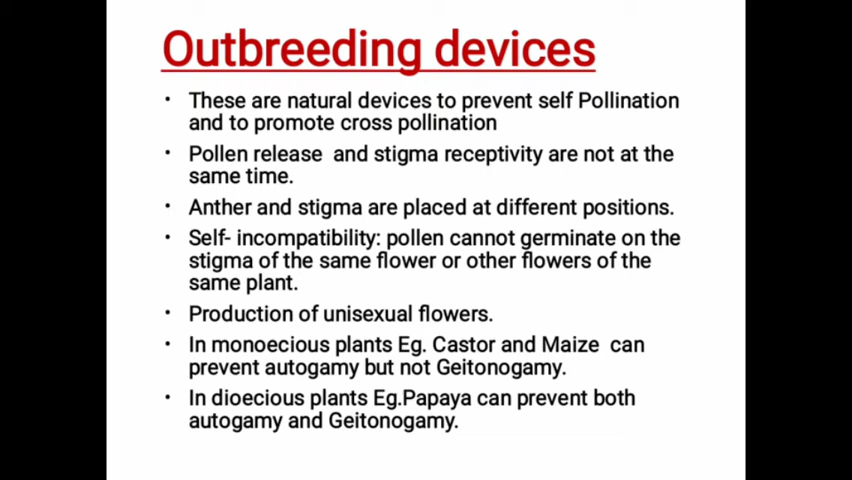 Outbreeding devices
• These are natural devices to prevent self Pollination
and to promote cross pollination
• Pollen release and stigma receptivity are not at the
same time.
• Anther and stigma are placed at different positions.
• Self- incompatibility: pollen cannot germinate on the
stigma of the same flower or other flowers of the
same plant.
• Production of unisexual flowers.
• In monoecious plants Eg. Castor and Maize can
prevent autogamy but not Geitonogamy.
• In dioecious plants Eg.Papaya can prevent both
autogamy and Geitonogamy.